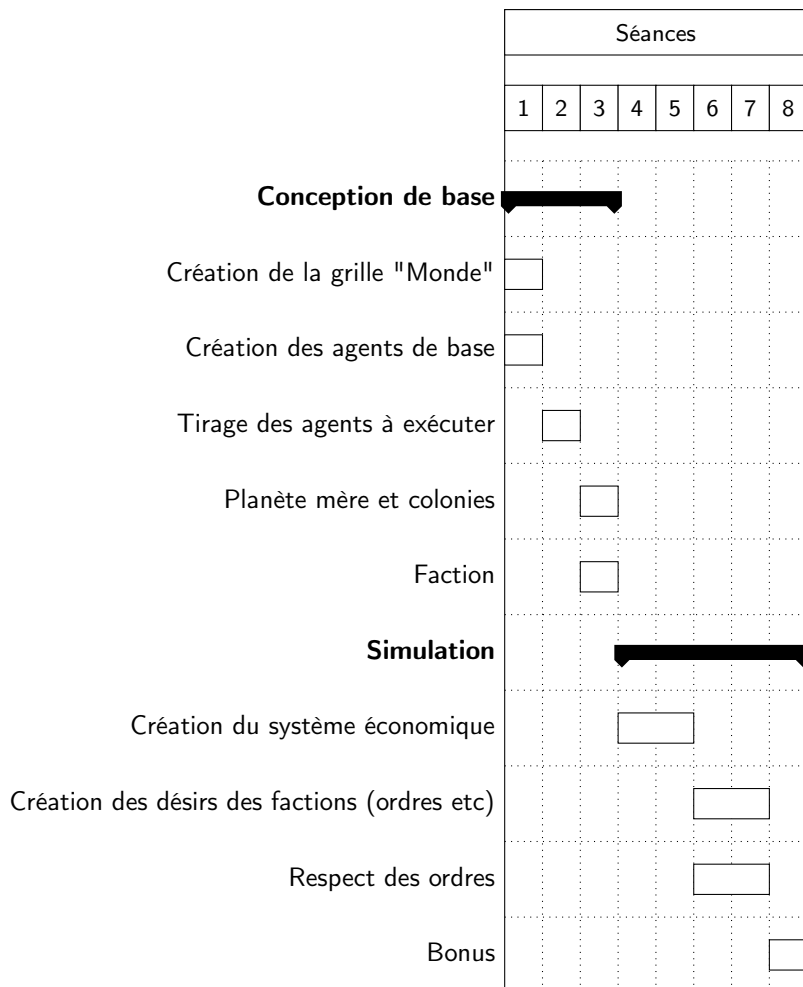 Séances
1 2 3 4 5 6 7 8
Conception de base
Création de la grille "Monde"
Création des agents de base
Tirage des agents à exécuter
Planète mère et colonies
Faction
Simulation
Création du système économique
Création des désirs des factions (ordres etc)
Respect des ordres
Bonus